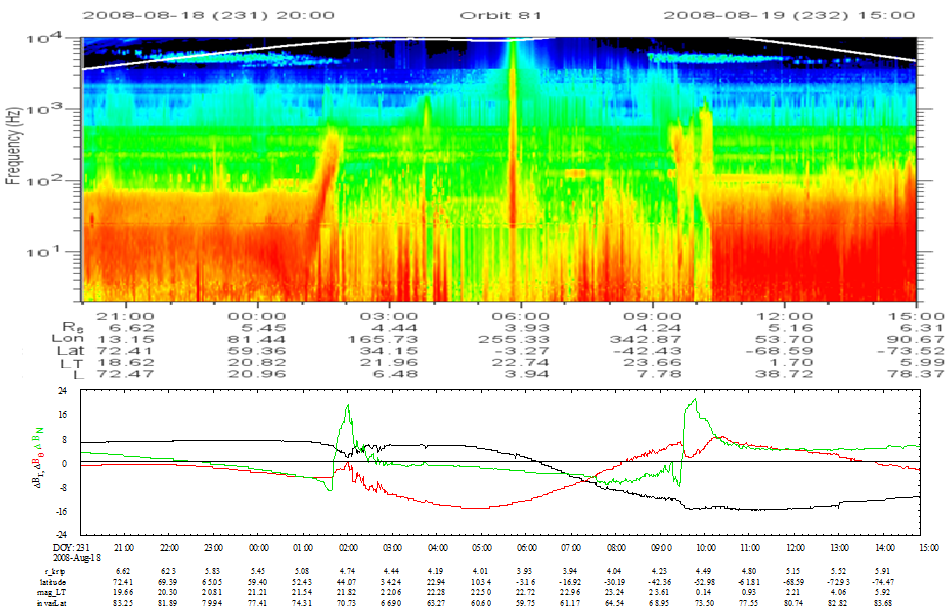 2008-08-18 (231) 20:00 Orbit 81 2008-08-19 (232) 15:00
10⁴
10³
Frequency (Hz)
10²
10¹
21:00 00:00 03:00 06:00 09:00 12:00 15:00
Rs 6.62 5.45 4.44 3.93 4.24 5.16 6.31
Lon 13.15 81.44 165.73 255.33 342.87 53.70 90.67
Lat 72.41 59.36 34.15 -3.27 -42.43 -68.59 -73.52
LT 18.62 20.82 21.96 22.74 23.66 1.70 5.39
L 72.47 20.96 6.48 3.94 7.78 38.72 78.37
24
16
8
0
-8
-16
-24
ΔBr, ΔBθ, ΔBN
DOY: 231 21:00 22:00 23:00 00:00 01:00 02:00 03:00 04:00 05:00 06:00 07:00 08:00 09:00 10:00 11:00 12:00 13:00 14:00 15:00
2008-Aug-18
r_krtp 6.62 6.23 5.83 5.45 5.08 4.74 4.44 4.19 4.01 3.93 3.94 4.04 4.23 4.49 4.80 5.15 5.52 5.91
latitude 72.41 69.39 65.05 59.40 52.43 44.07 34.24 22.94 10.34 -3.16 -16.92 -30.19 -42.36 -52.98 -61.81 -68.59 -72.93 -74.47
mag_LT 19.66 20.30 20.81 21.21 21.54 21.82 22.06 22.28 22.50 22.72 22.96 23.24 23.61 0.14 0.93 2.21 4.06 5.92
invarLat 83.25 81.89 79.94 77.41 74.31 70.73 66.90 63.27 60.60 59.75 61.17 64.54 68.95 73.50 77.55 80.74 82.82 83.68